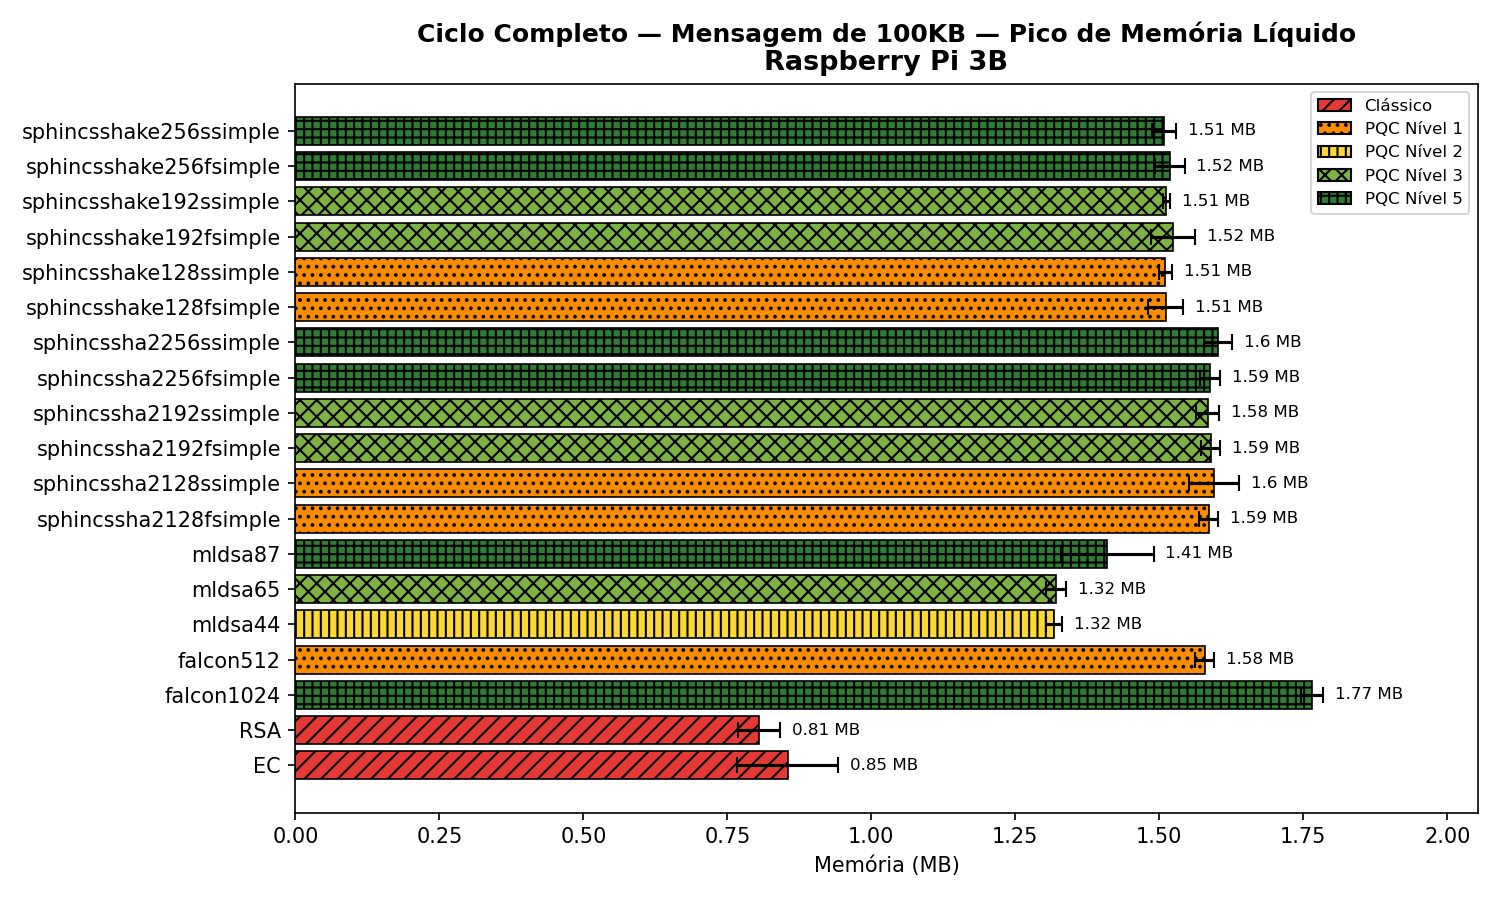 Ciclo Completo — Mensagem de 100KB — Pico de Memória Líquido
Raspberry Pi 3B
Clássico
PQC Nível 1
PQC Nível 2
PQC Nível 3
PQC Nível 5
sphincsshake256ssimple 1.51 MB
sphincsshake256fsimple 1.52 MB
sphincsshake192ssimple 1.51 MB
sphincsshake192fsimple 1.52 MB
sphincsshake128ssimple 1.51 MB
sphincsshake128fsimple 1.51 MB
sphincssha2256ssimple 1.6 MB
sphincssha2256fsimple 1.59 MB
sphincssha2192ssimple 1.58 MB
sphincssha2192fsimple 1.59 MB
sphincssha2128ssimple 1.6 MB
sphincssha2128fsimple 1.59 MB
mldsa87 1.41 MB
mldsa65 1.32 MB
mldsa44 1.32 MB
falcon512 1.58 MB
falcon1024 1.77 MB
RSA 0.81 MB
EC 0.85 MB
0.00 0.25 0.50 0.75 1.00 1.25 1.50 1.75 2.00
Memória (MB)